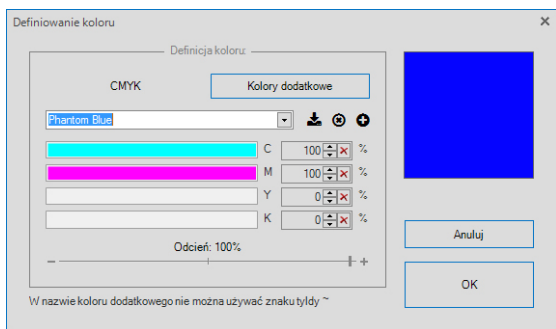 Definiowanie koloru
Definicja koloru:
CMYK
Kolory dodatkowe
Phantom Blue
C 100 %
M 100 %
Y 0 %
K 0 %
Odcień: 100%
- +
W nazwie koloru dodatkowego nie można używać znaku tyldy ~
Anuluj
OK